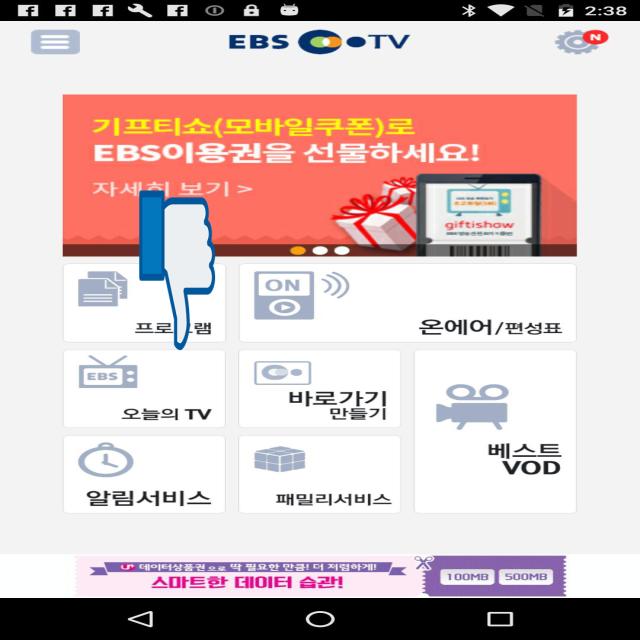 2:38
EBS TV
N
기프티쇼(모바일쿠폰)로
EBS이용권을 선물하세요!
자세히 보기 >
giftishow
ON
온에어/편성표
EBS
오늘의 TV
바로가기
만들기
베스트
VOD
알림서비스
패밀리서비스
데이터상품권으로 딱 필요한 만큼! 더 저렴하게!
스마트한 데이터 습관!
100MB 500MB